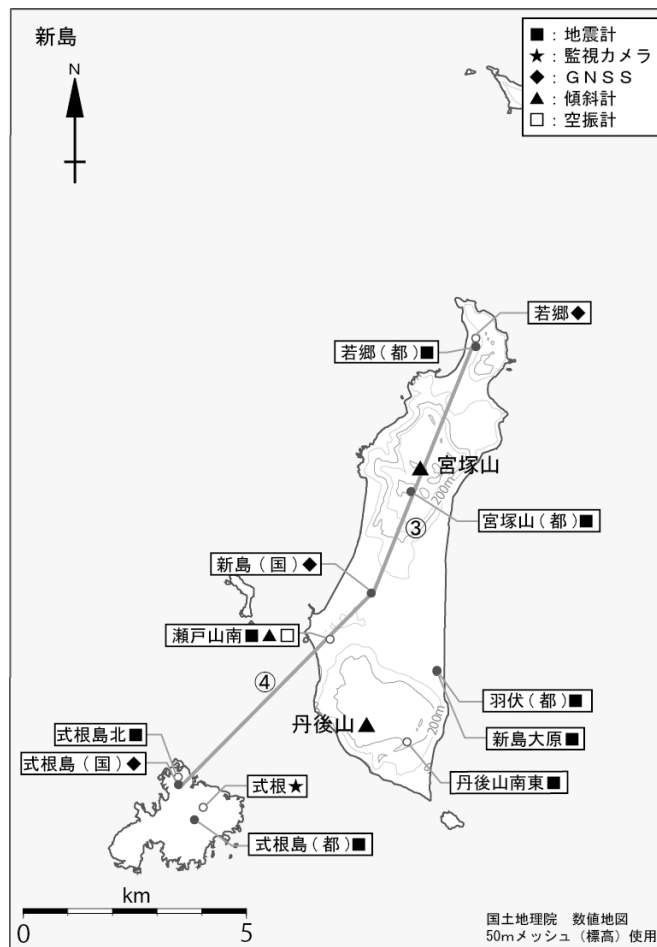 新島
N
■：地震計
★：監視カメラ
◆：ＧＮＳＳ
▲：傾斜計
□：空振計
若郷◆
若郷(都)■
宮塚山
200m
宮塚山(都)■
③
新島(国)◆
瀬戸山南■▲□
④
羽伏(都)■
丹後山
200m
新島大原■
式根島北■
式根島(国)◆
式根★
丹後山南東■
式根島(都)■
km
0 5
国土地理院　数値地図
50mメッシュ（標高）使用